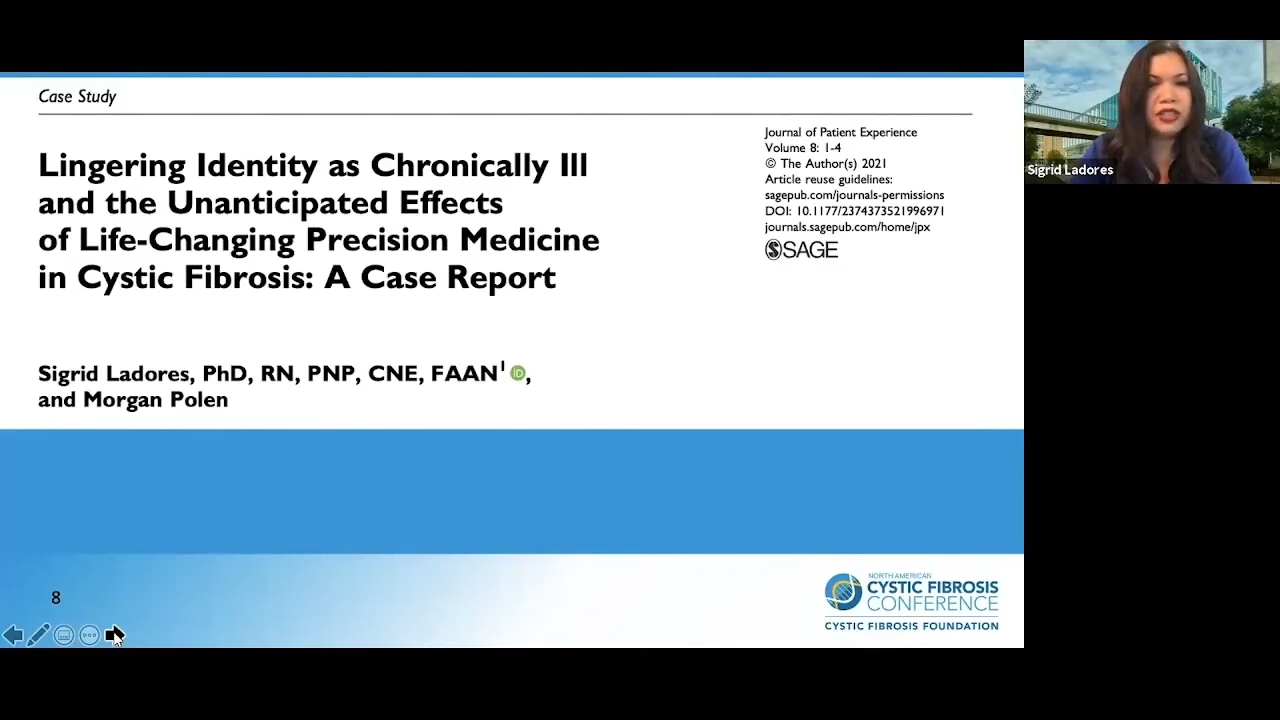 Case Study
Lingering Identity as Chronically Ill
and the Unanticipated Effects
of Life-Changing Precision Medicine
in Cystic Fibrosis: A Case Report
Journal of Patient Experience
Volume 8: 1-4
© The Author(s) 2021
Article reuse guidelines:
sagepub.com/journals-permissions
DOI: 10.1177/2374373521996971
journals.sagepub.com/home/jpx
SAGE
Sigrid Ladores, PhD, RN, PNP, CNE, FAAN¹ iD,
and Morgan Polen
8
NORTH AMERICAN
CYSTIC FIBROSIS
CONFERENCE
CYSTIC FIBROSIS FOUNDATION
Sigrid Ladores